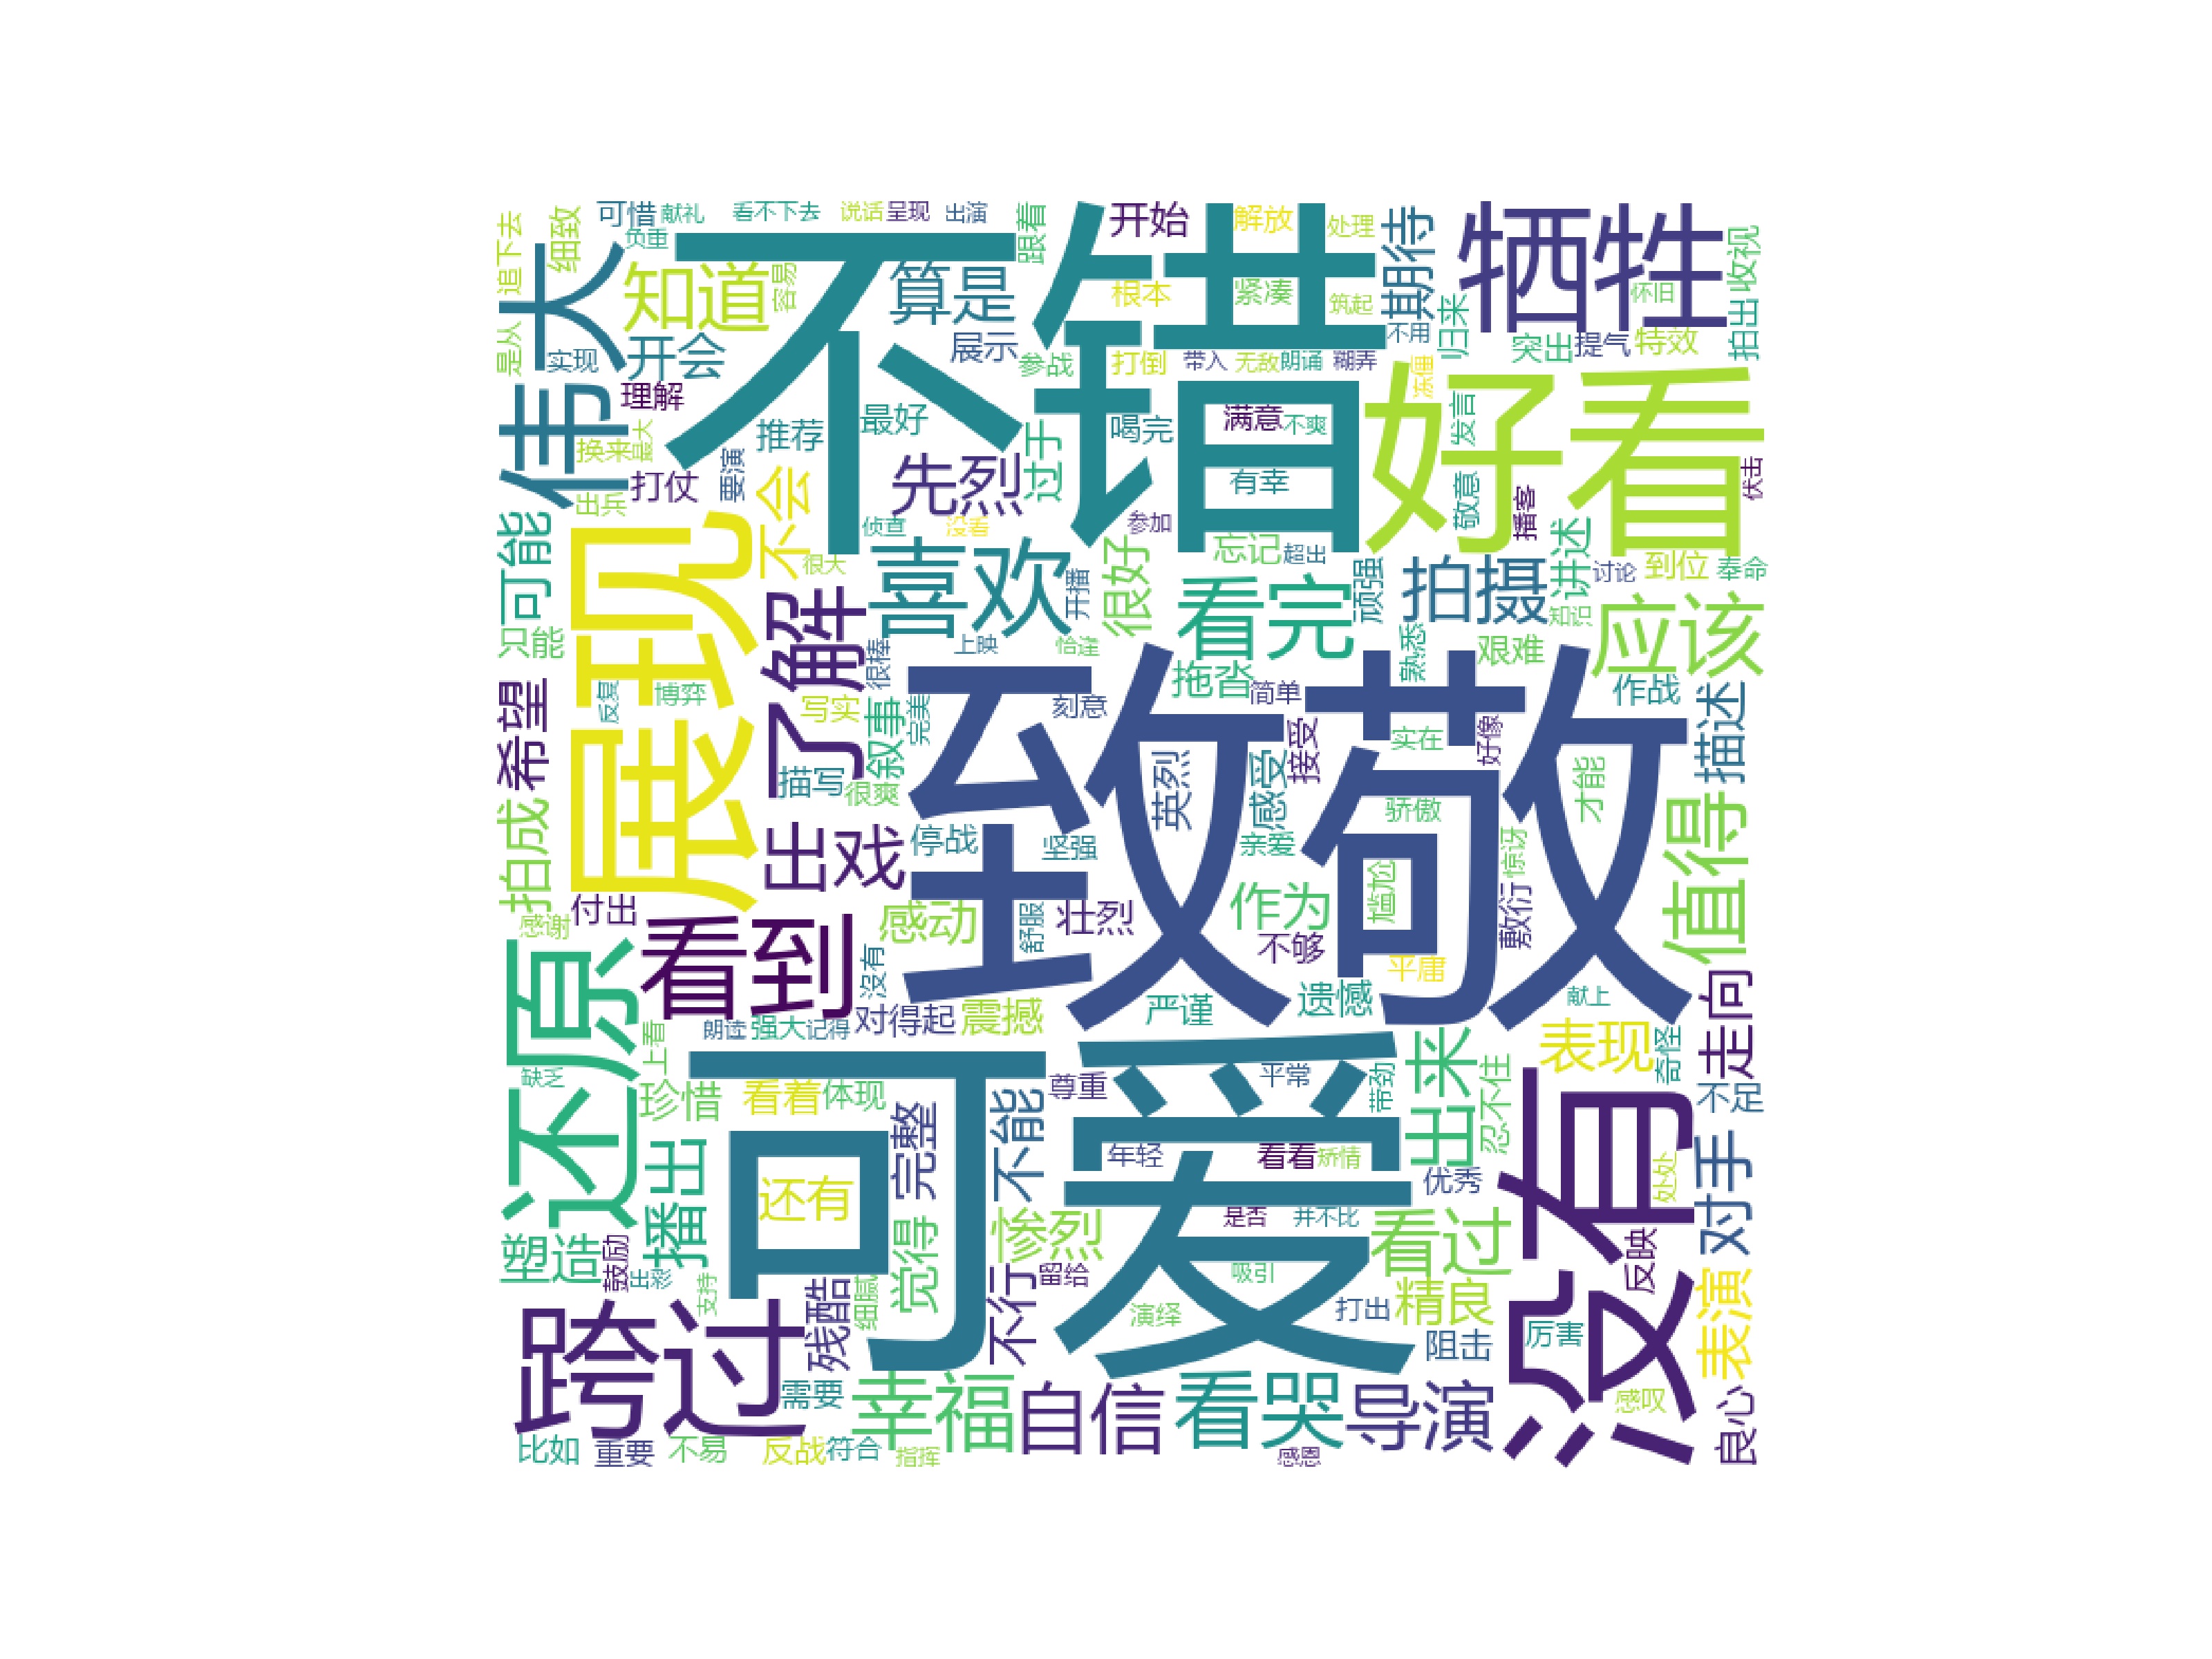 追下去
细致
可惜
献礼
看不下去
说话
呈现
出演
跟着
开始
解放
处理
期待
牺牲
收视
负重
伟大
知道
容易
不错
算是
根本
紧凑
筑起
不用
归来
怀旧
拍出
是从
实现
开会
展示
参战
打倒
带入
无敌
朗诵
糊弄
冻僵
突出
提气
特效
理解
最好
推荐
喝完
满意
不爽
发言
好看
换来
最大
打仗
要演
不会
先烈
过于
有幸
敬意
播客
伏击
出兵
侦查
没看
参加
可能
展现
很大
喜欢
开播
很好
忘记
超出
顽强
拍摄
讲述
讨论
到位
奉命
知识
只能
了解
很棒
上映
恰逢
看完
熟悉
艰难
应该
希望
反复
博弈
写实
叙事
完美
拖沓
简单
刻意
作战
描述
致敬
描写
很爽
英烈
感受
接受
实在
好像
才能
拍成
出戏
停战
坚强
亲爱
骄傲
惊讶
值得
付出
感谢
看到
感动
舒服
壮烈
作为
尴尬
敷衍
不够
平庸
还原
沒有
对得起
震撼
严谨
遗憾
献上
走向
上看
朗读
强大
记得
表现
奇怪
可爱
珍惜
看着
体现
不能
尊重
平常
带劲
出来
忍不住
没有
不足
播出
完整
还有
年轻
看看
矫情
优秀
处处
对手
塑造
鼓励
出彩
支持
觉得
惨烈
是否
并不比
看过
反映
跨过
残酷
细腻
不行
留给
吸引
演绎
打出
精良
阻击
厉害
表演
需要
幸福
自信
看哭
导演
感叹
良心
比如
重要
不易
反战
符合
指挥
感恩